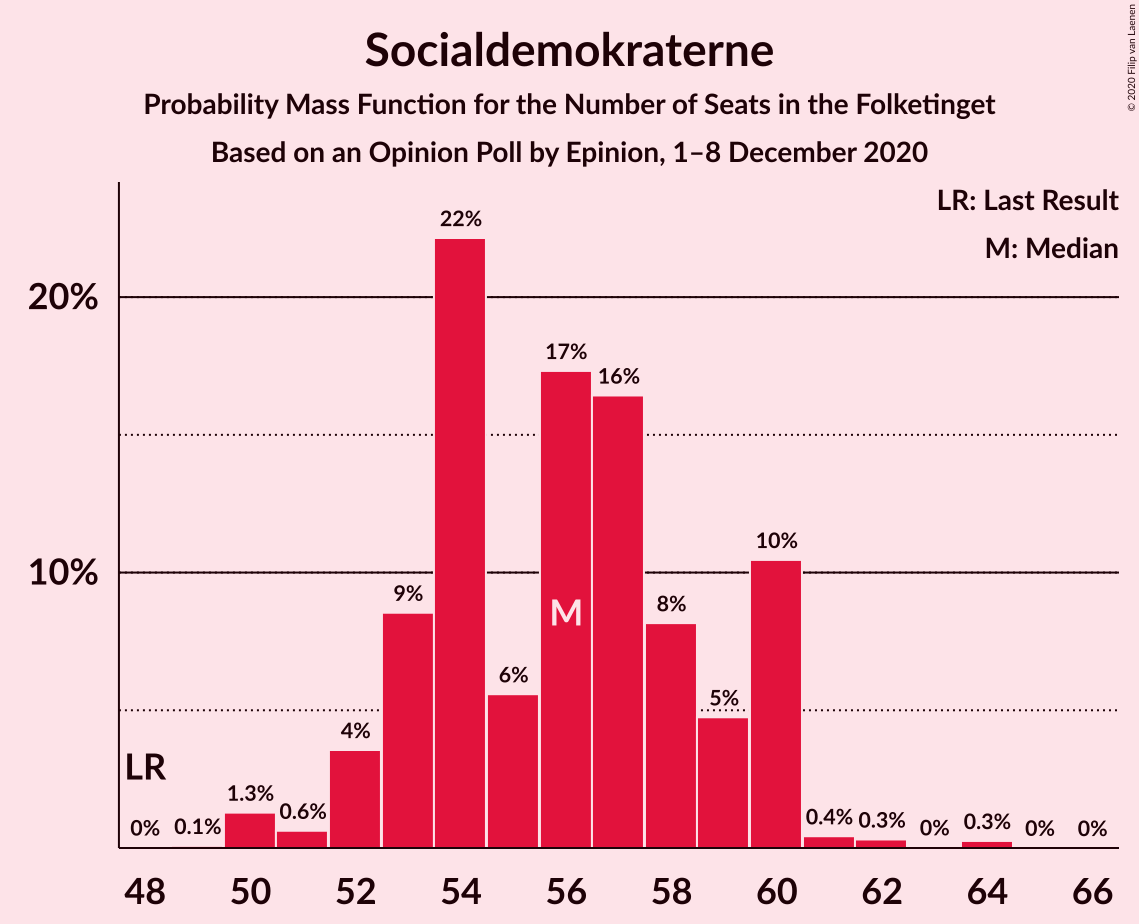 Socialdemokraterne
Probability Mass Function for the Number of Seats in the Folketinget
Based on an Opinion Poll by Epinion, 1–8 December 2020
© 2020 Filip van Laenen
LR: Last Result
M: Median
20%
10%
22%
17%
16%
10%
9%
8%
6%
5%
4%
1.3%
0.6%
0%
0.1%
0.4%
0.3%
0%
0.3%
0%
0%
M
LR
48 50 52 54 56 58 60 62 64 66